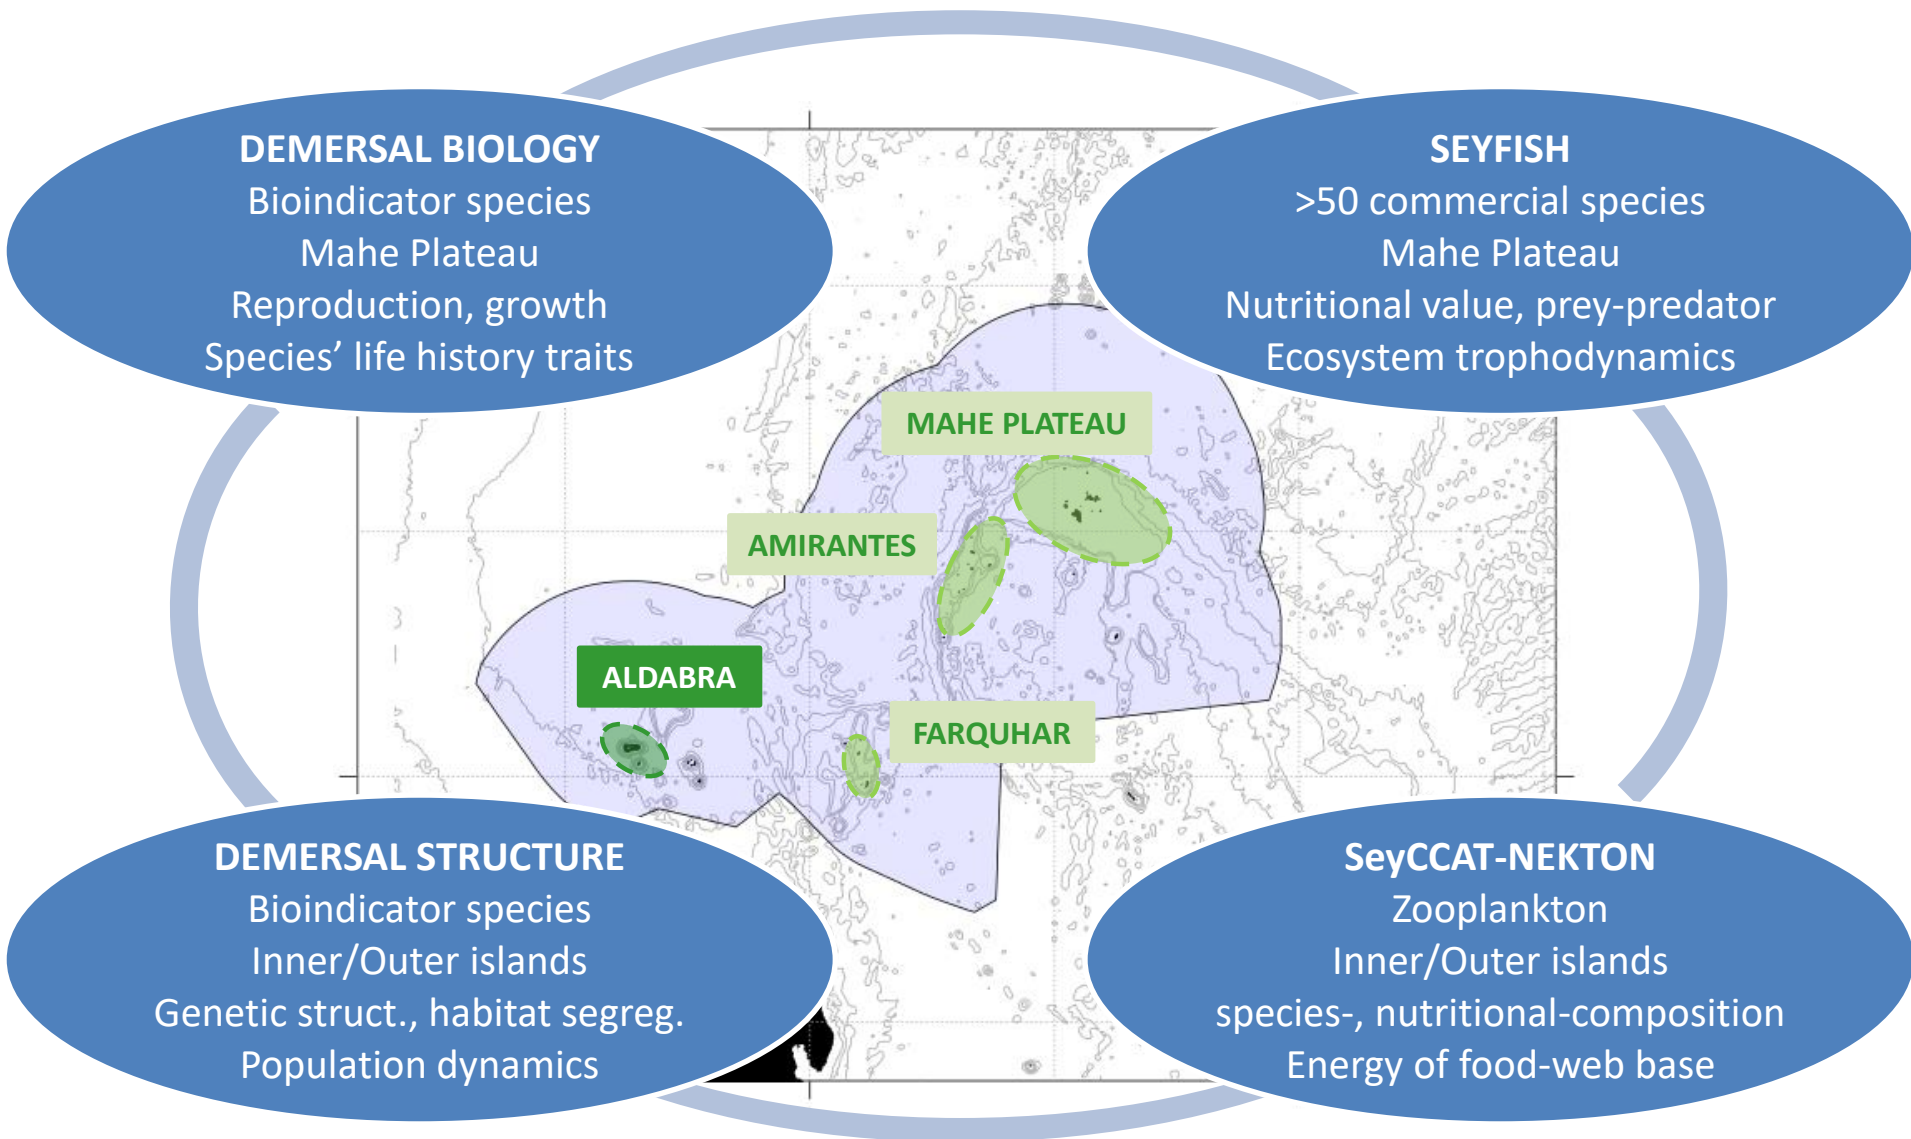 DEMERSAL BIOLOGY
Bioindicator species
Mahe Plateau
Reproduction, growth
Species’ life history traits
SEYFISH
>50 commercial species
Mahe Plateau
Nutritional value, prey-predator
Ecosystem trophodynamics
MAHE PLATEAU
AMIRANTES
ALDABRA
FARQUHAR
DEMERSAL STRUCTURE
Bioindicator species
Inner/Outer islands
Genetic struct., habitat segreg.
Population dynamics
SeyCCAT-NEKTON
Zooplankton
Inner/Outer islands
species-, nutritional-composition
Energy of food-web base